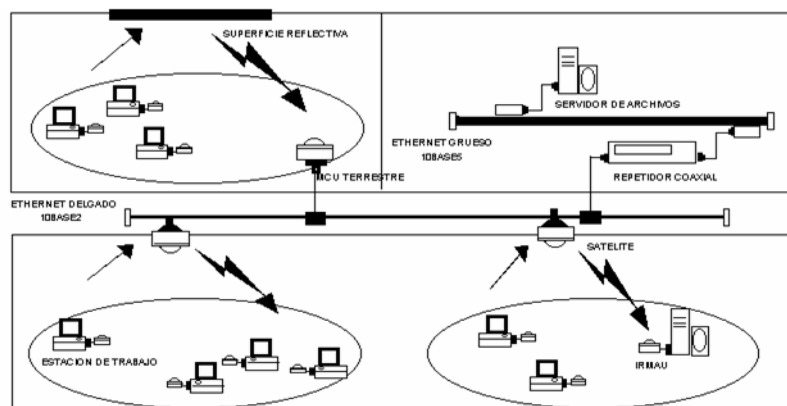 SUPERFICIE REFLECTIVA
SERVIDOR DE ARCHIVOS
ETHERNET GRUESO
10BASE5
REPETIDOR COAXIAL
MCU TERRESTRE
ETHERNET DELGADO
10BASE2
SATELITE
ESTACION DE TRABAJO
IRMAU